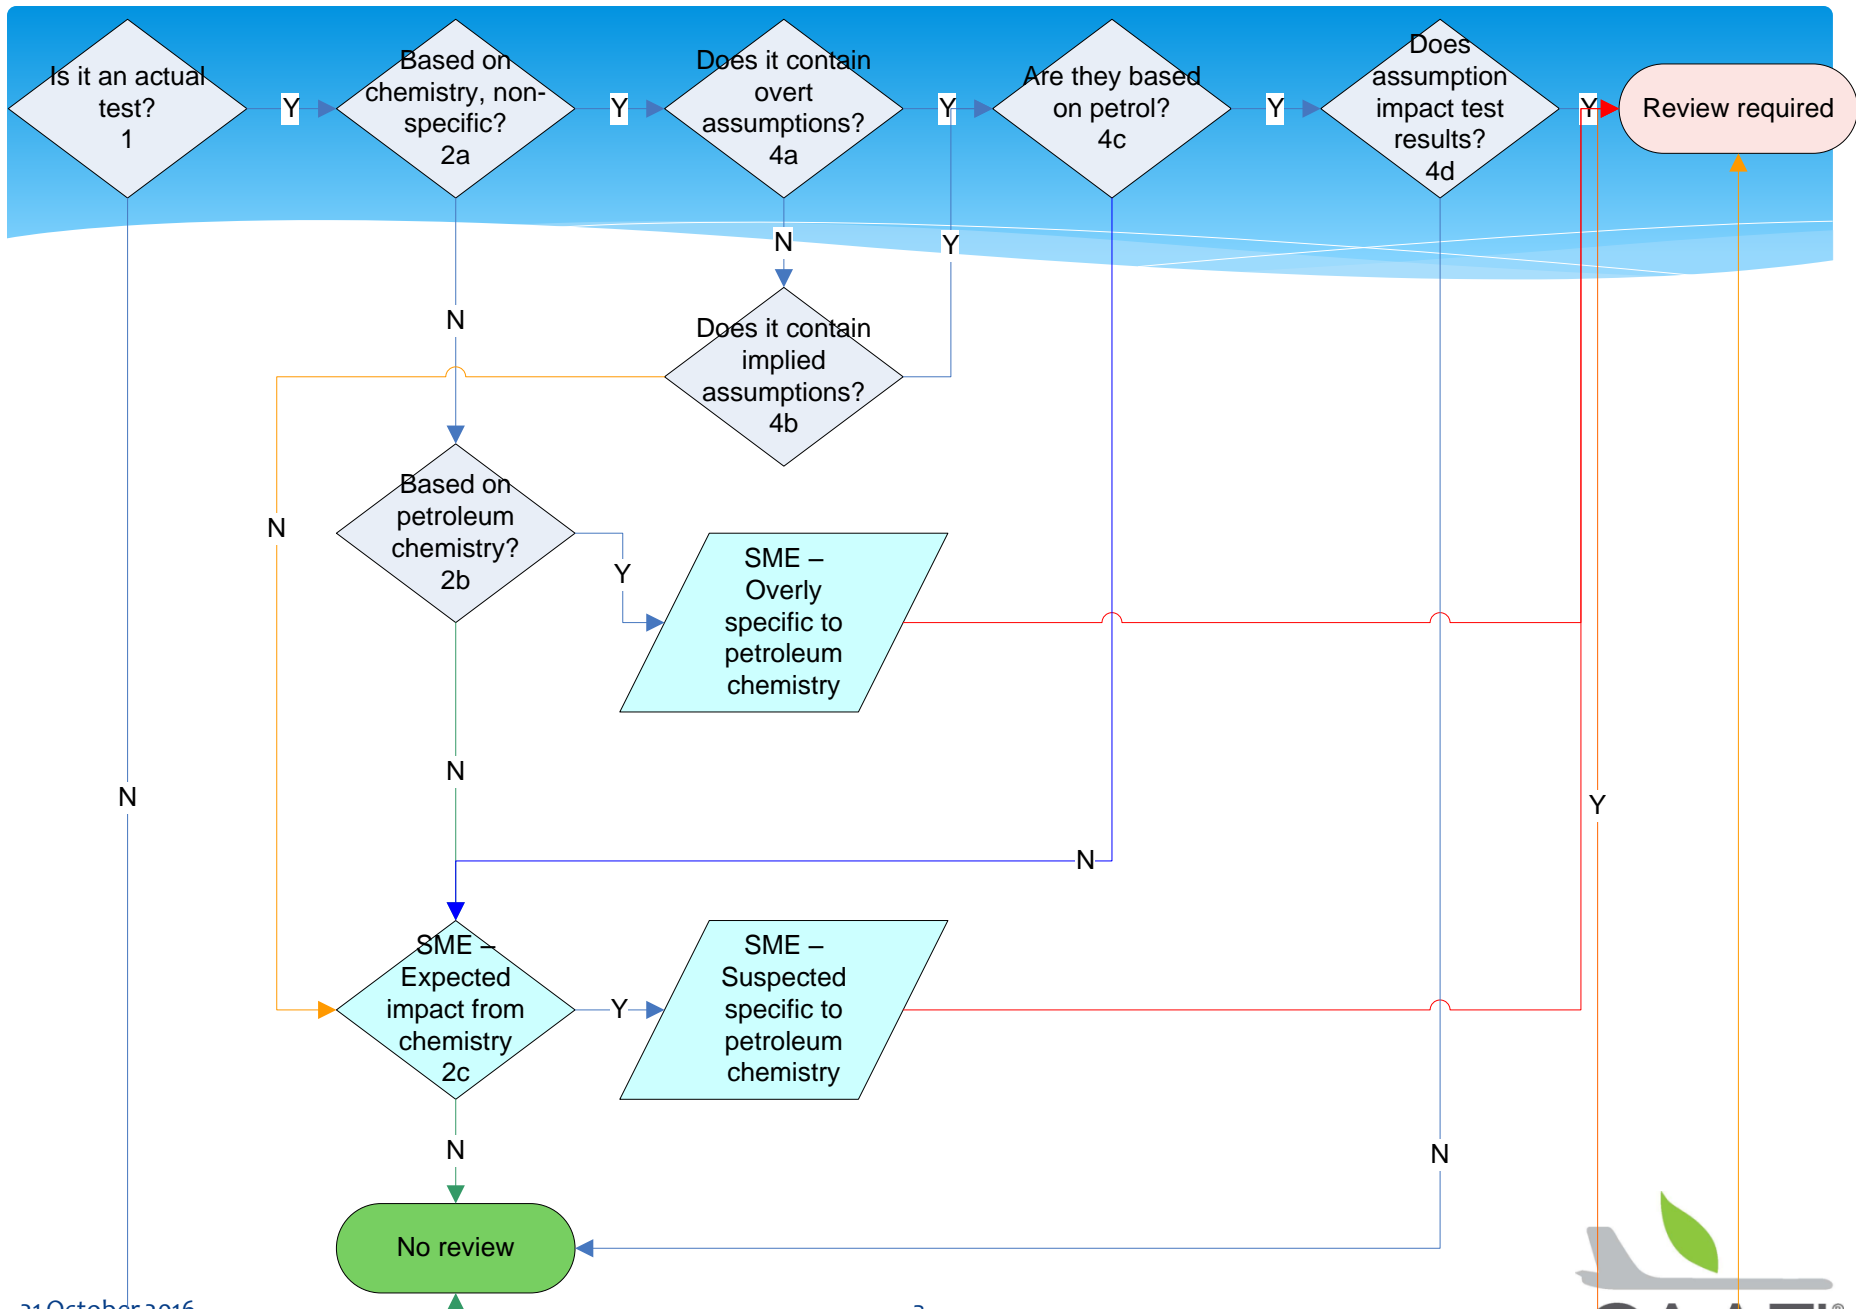 Is it an actual
test?
1
Y
Based on
chemistry, non-
specific?
2a
Y
Does it contain
overt
assumptions?
4a
Y
Are they based
on petrol?
4c
Y
Does
assumption
impact test
results?
4d
Y
Review required
N
Y
N
Does it contain
implied
assumptions?
4b
N
Based on
petroleum
chemistry?
2b
Y
SME –
Overly
specific to
petroleum
chemistry
N
N
Y
N
SME –
Expected
impact from
chemistry
2c
Y
SME –
Suspected
specific to
petroleum
chemistry
N
N
No review
21 October 2016